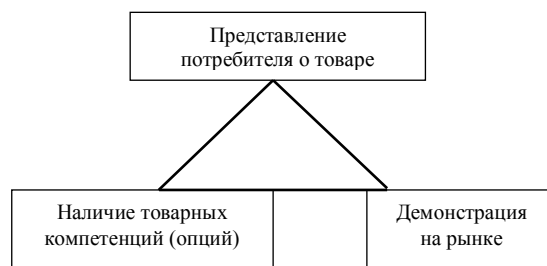 Представление
потребителя о товаре
Наличие товарных
компетенций (опций)
Демонстрация
на рынке